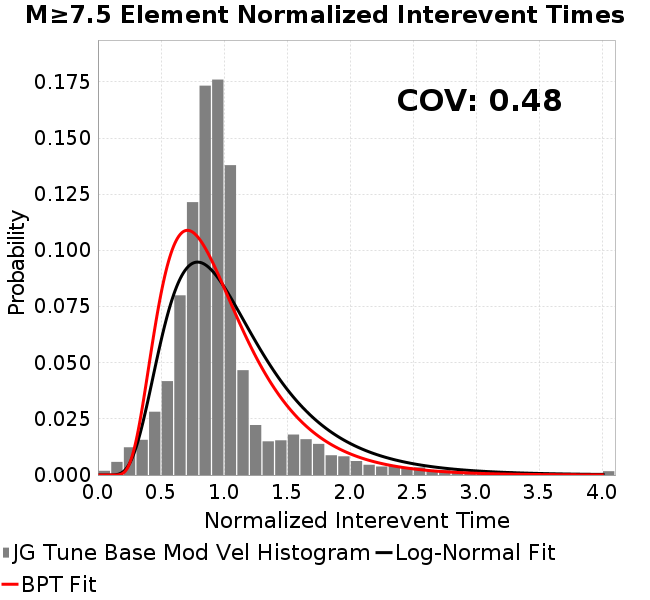 M≥7.5 Element Normalized Interevent Times
COV: 0.48
Probability
0.175
0.150
0.125
0.100
0.075
0.050
0.025
0.000
0.0 0.5 1.0 1.5 2.0 2.5 3.0 3.5 4.0
Normalized Interevent Time
JG Tune Base Mod Vel Histogram Log-Normal Fit
BPT Fit